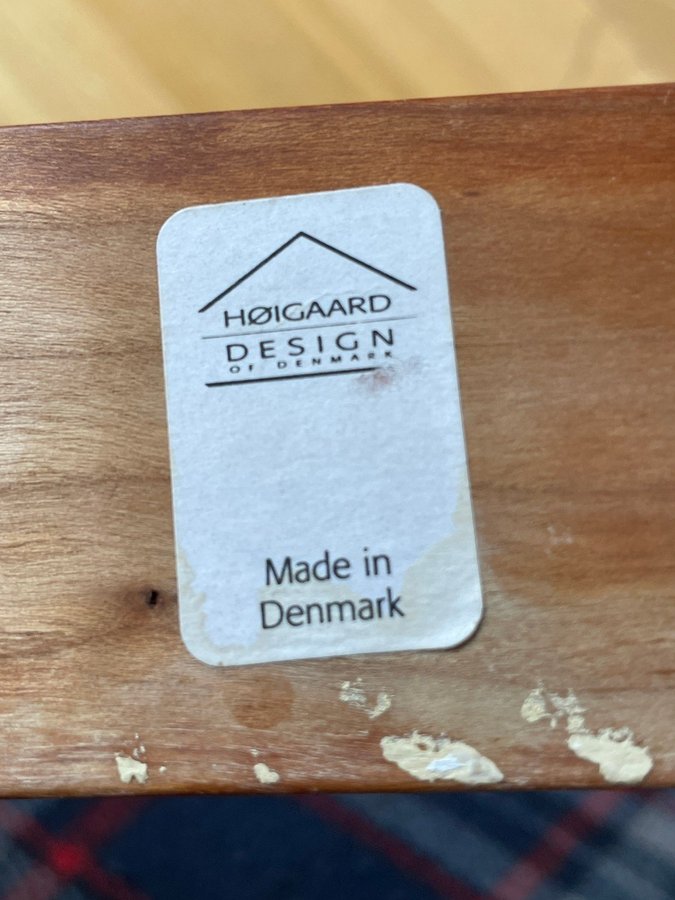 HØIGAARD
DESIGN
OF DENMARK
Made in
Denmark